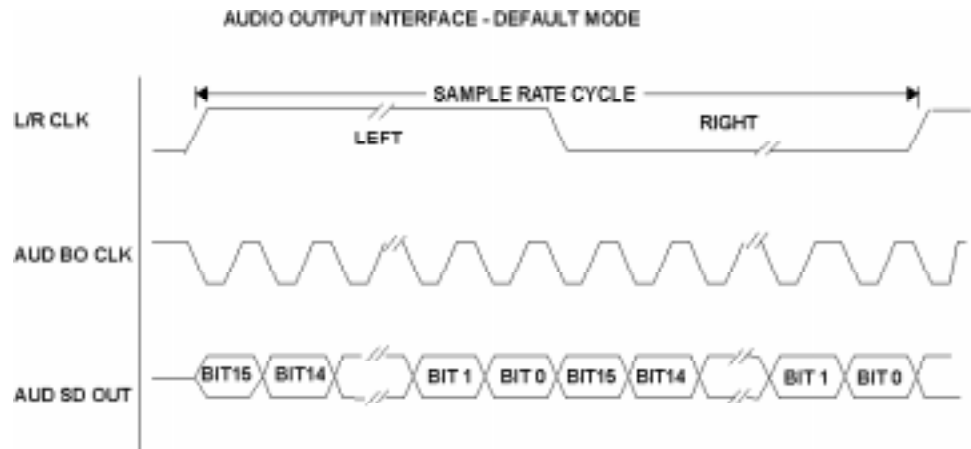 AUDIO OUTPUT INTERFACE - DEFAULT MODE
SAMPLE RATE CYCLE
L/R CLK
LEFT
RIGHT
AUD BO CLK
AUD SD OUT
BIT15 BIT14 BIT 1 BIT 0 BIT15 BIT14 BIT 1 BIT 0